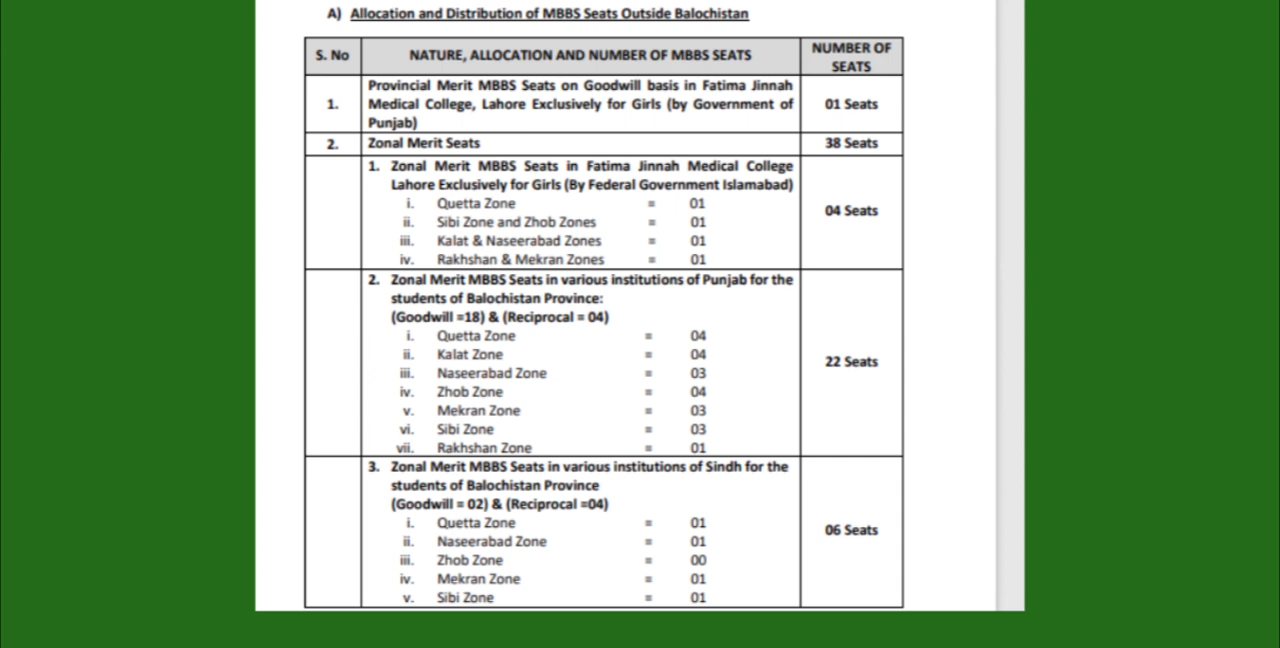 A) Allocation and Distribution of MBBS Seats Outside Balochistan
S. No NATURE, ALLOCATION AND NUMBER OF MBBS SEATS NUMBER OF SEATS
Provincial Merit MBBS Seats on Goodwill basis in Fatima Jinnah
1. Medical College, Lahore Exclusively for Girls (by Government of 01 Seats
Punjab)
2. Zonal Merit Seats 38 Seats
1. Zonal Merit MBBS Seats in Fatima Jinnah Medical College
Lahore Exclusively for Girls (By Federal Government Islamabad)
i. Quetta Zone = 01
04 Seats
ii. Sibi Zone and Zhob Zones = 01
iii. Kalat & Naseerabad Zones = 01
iv. Rakhshan & Mekran Zones = 01
2. Zonal Merit MBBS Seats in various institutions of Punjab for the
students of Balochistan Province:
(Goodwill =18) & (Reciprocal = 04)
i. Quetta Zone = 04
ii. Kalat Zone = 04
22 Seats
iii. Naseerabad Zone = 03
iv. Zhob Zone = 04
v. Mekran Zone = 03
vi. Sibi Zone = 03
vii. Rakhshan Zone = 01
3. Zonal Merit MBBS Seats in various institutions of Sindh for the
students of Balochistan Province
(Goodwill = 02) & (Reciprocal =04)
i. Quetta Zone = 01
06 Seats
ii. Naseerabad Zone = 01
iii. Zhob Zone = 00
iv. Mekran Zone = 01
v. Sibi Zone = 01